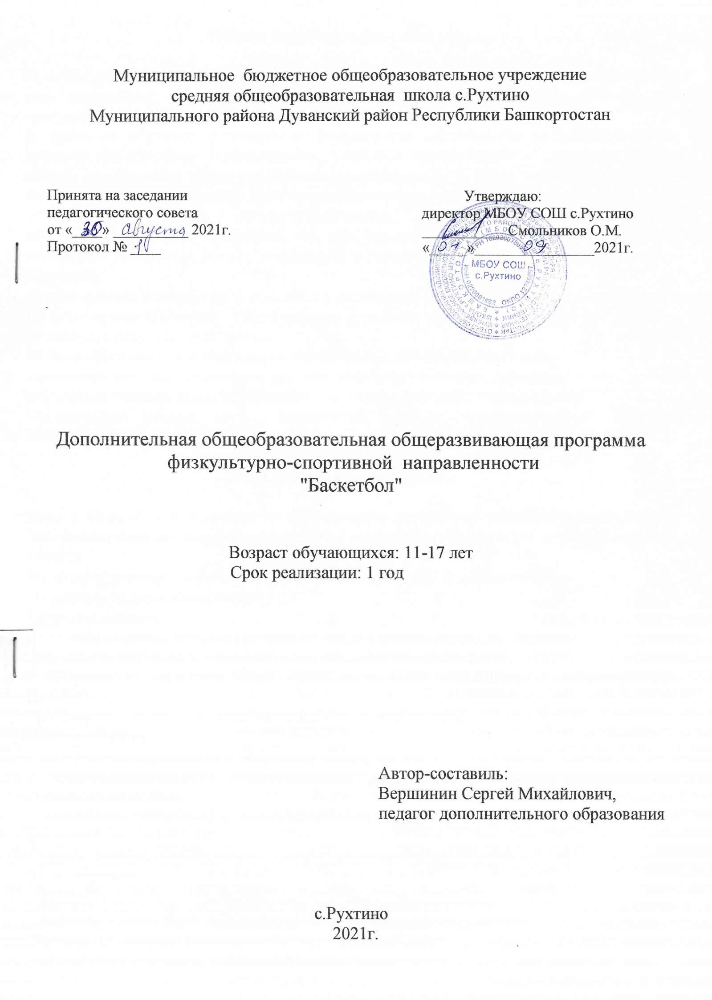 Муниципальное бюджетное общеобразовательное учреждение
средняя общеобразовательная школа с.Рухтино
Муниципального района Дуванский район Республики Башкортостан
Принята на заседании
педагогического совета
от «30» августа 2021г.
Протокол № 10
Утверждаю:
директор МБОУ СОШ с.Рухтино
Смольников О.М.
«01» 09 2021г.
МБОУ СОШ
с.Рухтино
Дополнительная общеобразовательная общеразвивающая программа
физкультурно-спортивной направленности
"Баскетбол"
Возраст обучающихся: 11-17 лет
Срок реализации: 1 год
Автор-составиль:
Вершинин Сергей Михайлович,
педагог дополнительного образования
с.Рухтино
2021г.